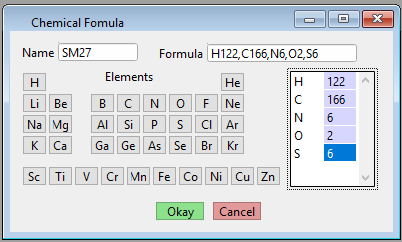 Chemical Fomula
Name SM27 Formula H122,C166,N6,O2,S6
Elements
H He
Li Be B C N O F Ne
Na Mg Al Si P S Cl Ar
K Ca Ga Ge As Se Br Kr
Sc Ti V Cr Mn Fe Co Ni Cu Zn
H 122
C 166
N 6
O 2
S 6
Okay Cancel